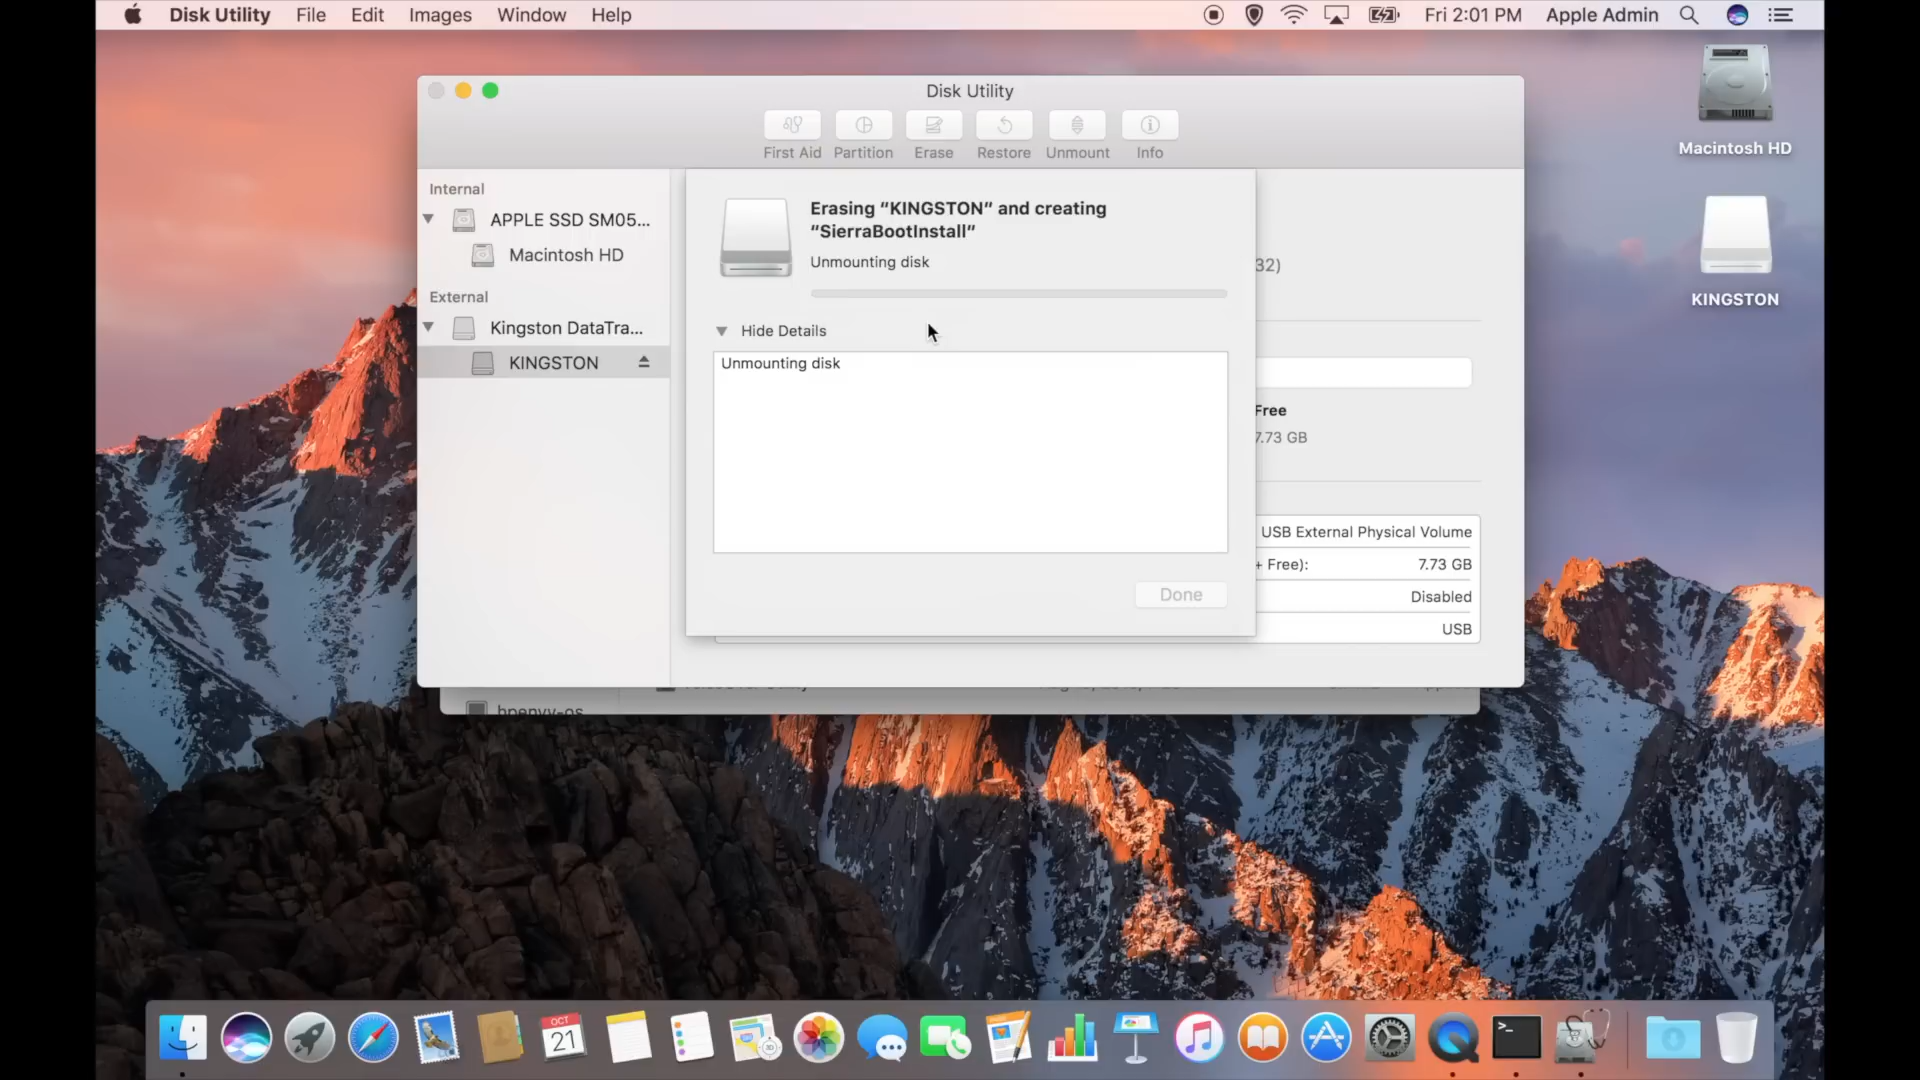 Disk Utility File Edit Images Window Help
Fri 2:01 PM Apple Admin
Disk Utility
First Aid Partition Erase Restore Unmount Info
Internal
APPLE SSD SM05...
Macintosh HD
External
Kingston DataTra...
KINGSTON
Erasing “KINGSTON” and creating
“SierraBootInstall”
Unmounting disk
Hide Details
Unmounting disk
Done
32)
Free
7.73 GB
USB External Physical Volume
+ Free): 7.73 GB
Disabled
USB
hpenvy-os
Macintosh HD
KINGSTON
OCT
21
3D